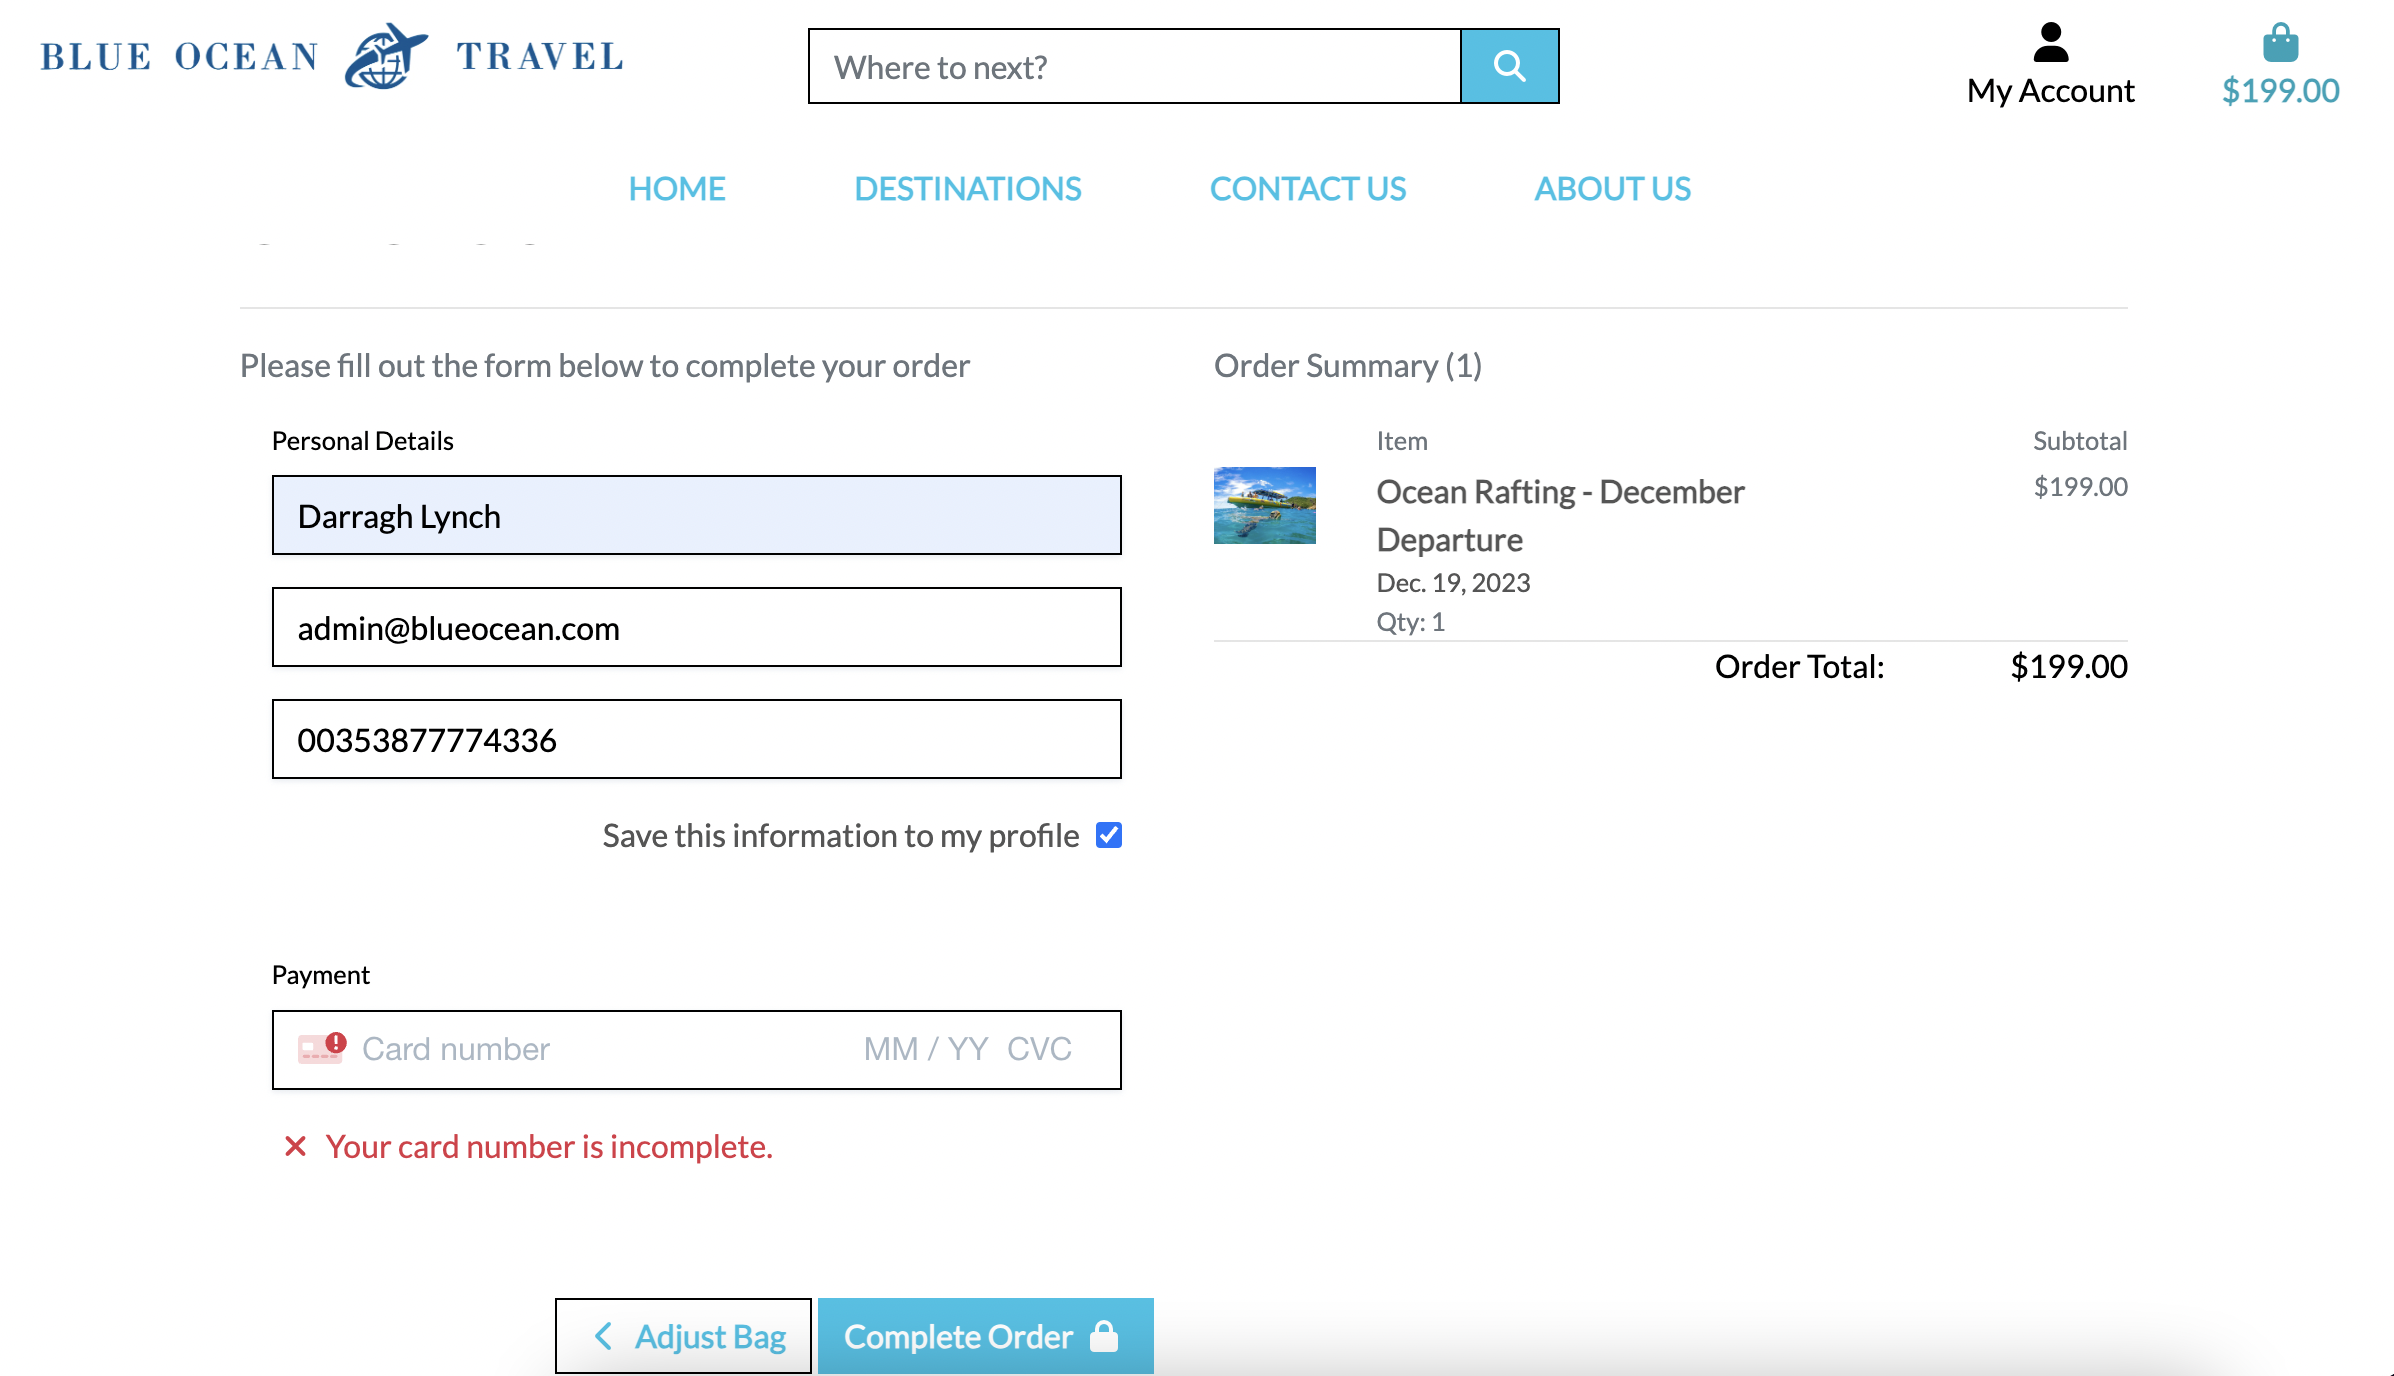 BLUE OCEAN TRAVEL
Where to next?
My Account
$199.00
HOME
DESTINATIONS
CONTACT US
ABOUT US
Please fill out the form below to complete your order
Personal Details
Darragh Lynch
admin@blueocean.com
00353877774336
Save this information to my profile
Payment
Card number MM / YY CVC
Your card number is incomplete.
Adjust Bag
Complete Order
Order Summary (1)
Item Subtotal
Ocean Rafting - December $199.00
Departure
Dec. 19, 2023
Qty: 1
Order Total: $199.00